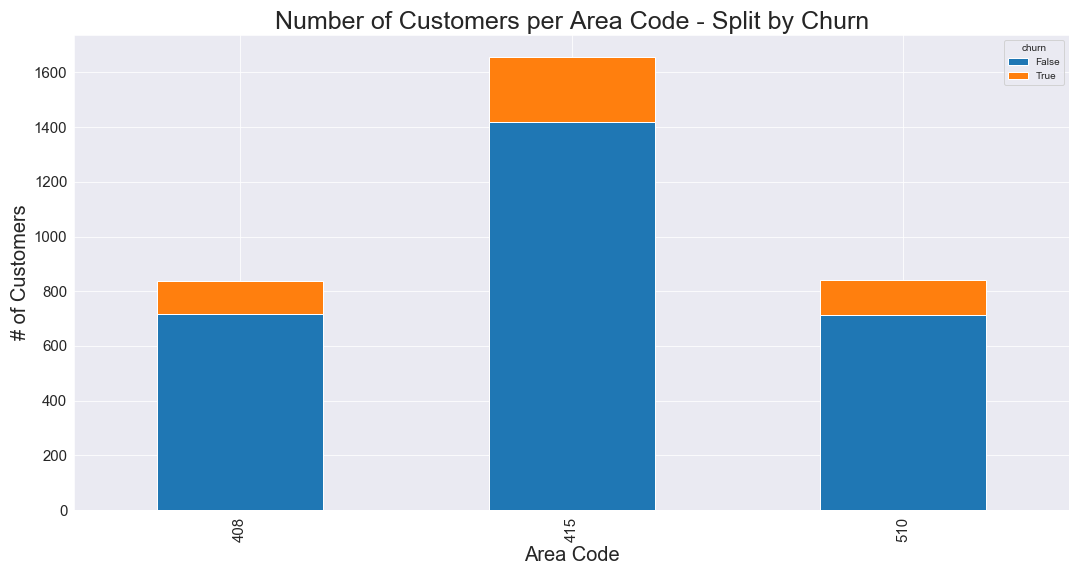 Number of Customers per Area Code - Split by Churn
churn
False
True
# of Customers
1600
1400
1200
1000
800
600
400
200
0
408
415
510
Area Code